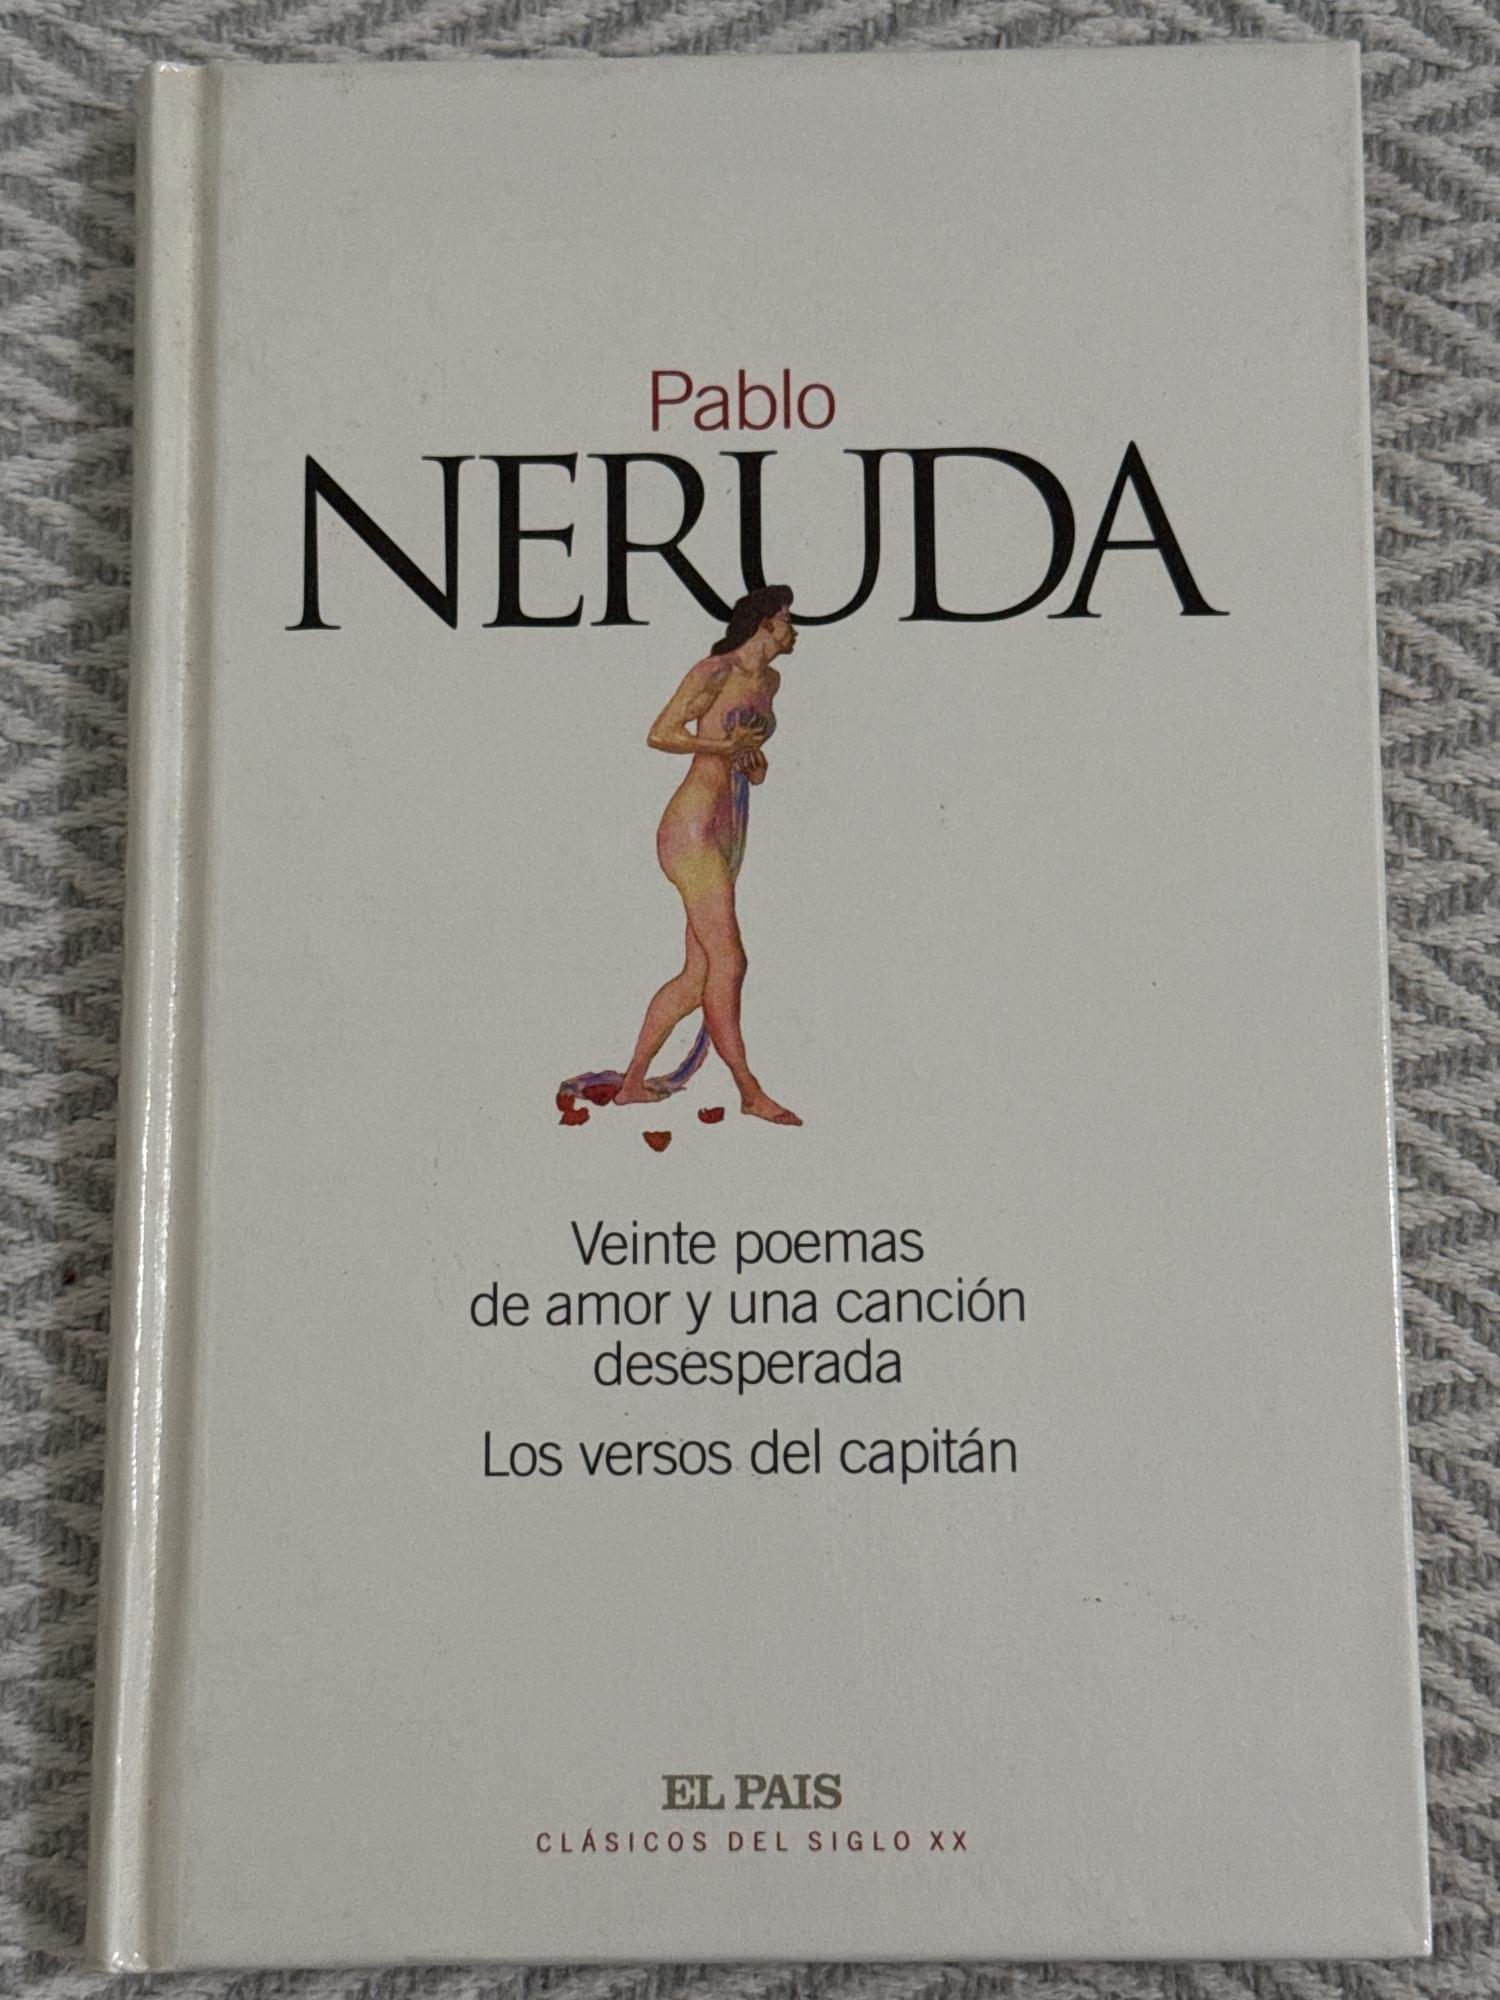 Pablo
NERUDA
Veinte poemas
de amor y una canción
desesperada
Los versos del capitán
EL PAIS
CLÁSICOS DEL SIGLO XX